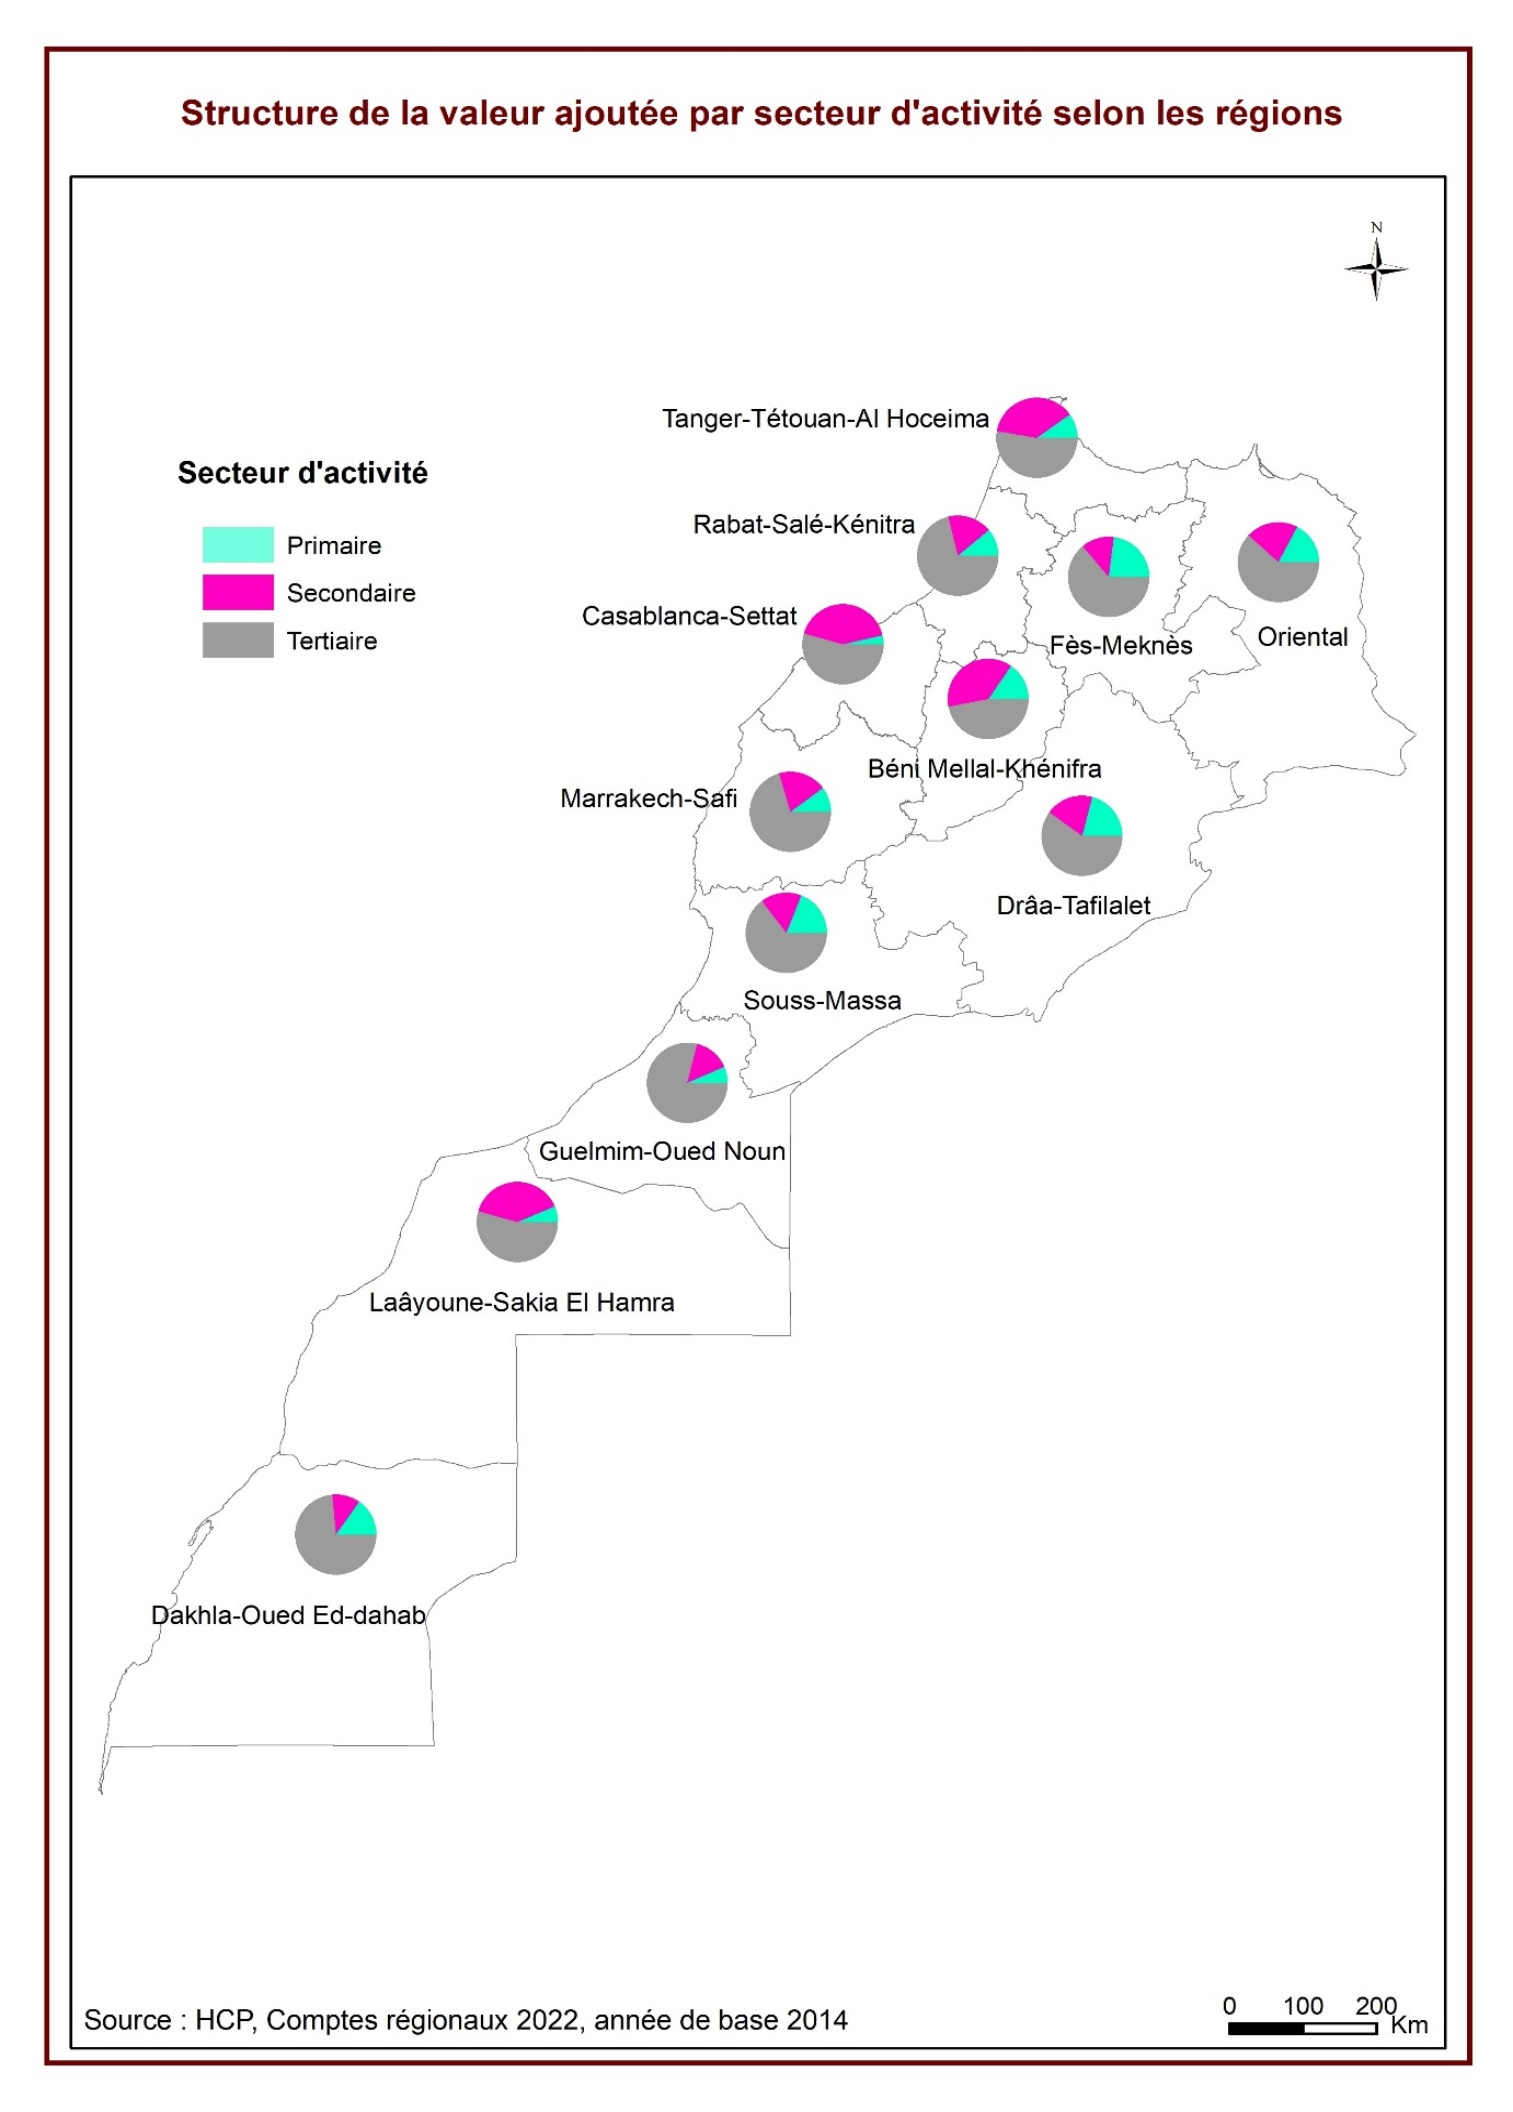 Structure de la valeur ajoutée par secteur d'activité selon les régions
N
Tanger-Tétouan-Al Hoceima
Secteur d'activité
Primaire
Secondaire
Tertiaire
Rabat-Salé-Kénitra
Casablanca-Settat
Fès-Meknès
Oriental
Béni Mellal-Khénifra
Marrakech-Safi
Drâa-Tafilalet
Souss-Massa
Guelmim-Oued Noun
Laâyoune-Sakia El Hamra
Dakhla-Oued Ed-dahab
Source : HCP, Comptes régionaux 2022, année de base 2014
0 100 200
Km